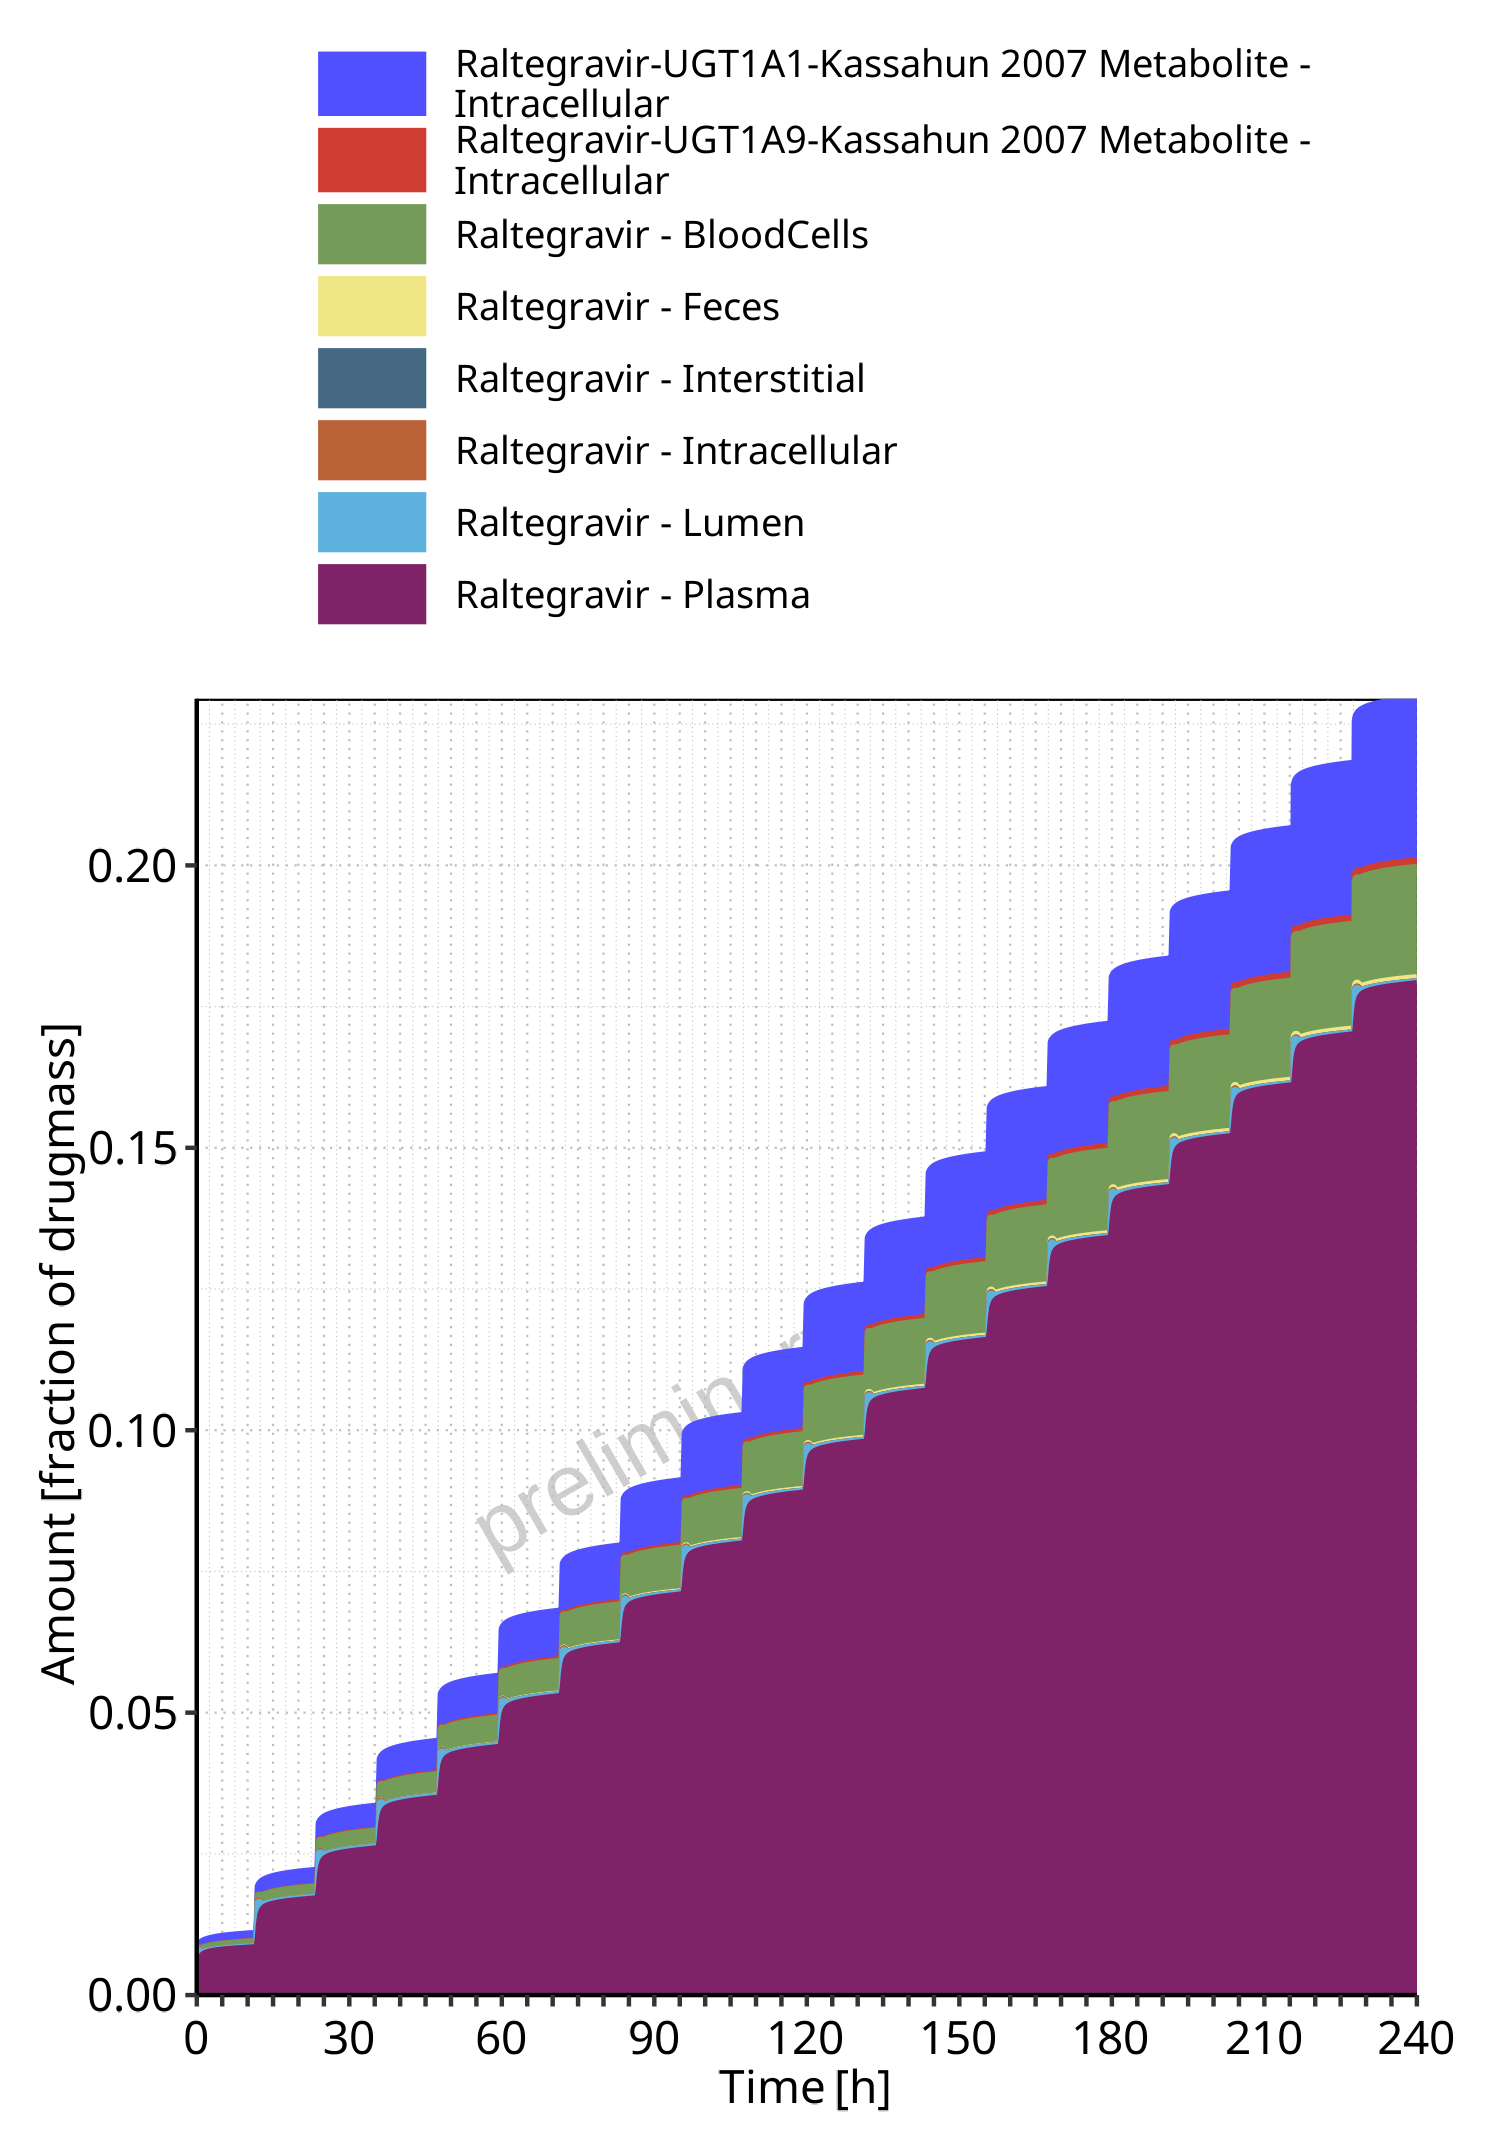 Raltegravir-UGT1A1-Kassahun 2007 Metabolite -
Intracellular
Raltegravir-UGT1A9-Kassahun 2007 Metabolite -
Intracellular
Raltegravir - BloodCells
Raltegravir - Feces
Raltegravir - Interstitial
Raltegravir - Intracellular
Raltegravir - Lumen
Raltegravir - Plasma
Amount [fraction of drugmass]
0.20
0.15
0.10
0.05
0.00
0 30 60 90 120 150 180 210 240
Time [h]